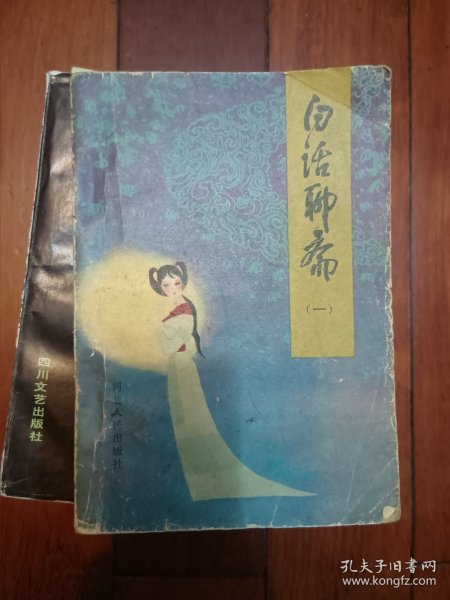 白话聊斋
（一）
河北人民出版社
四川文艺出版社
孔夫子旧书网
www.kongfz.com